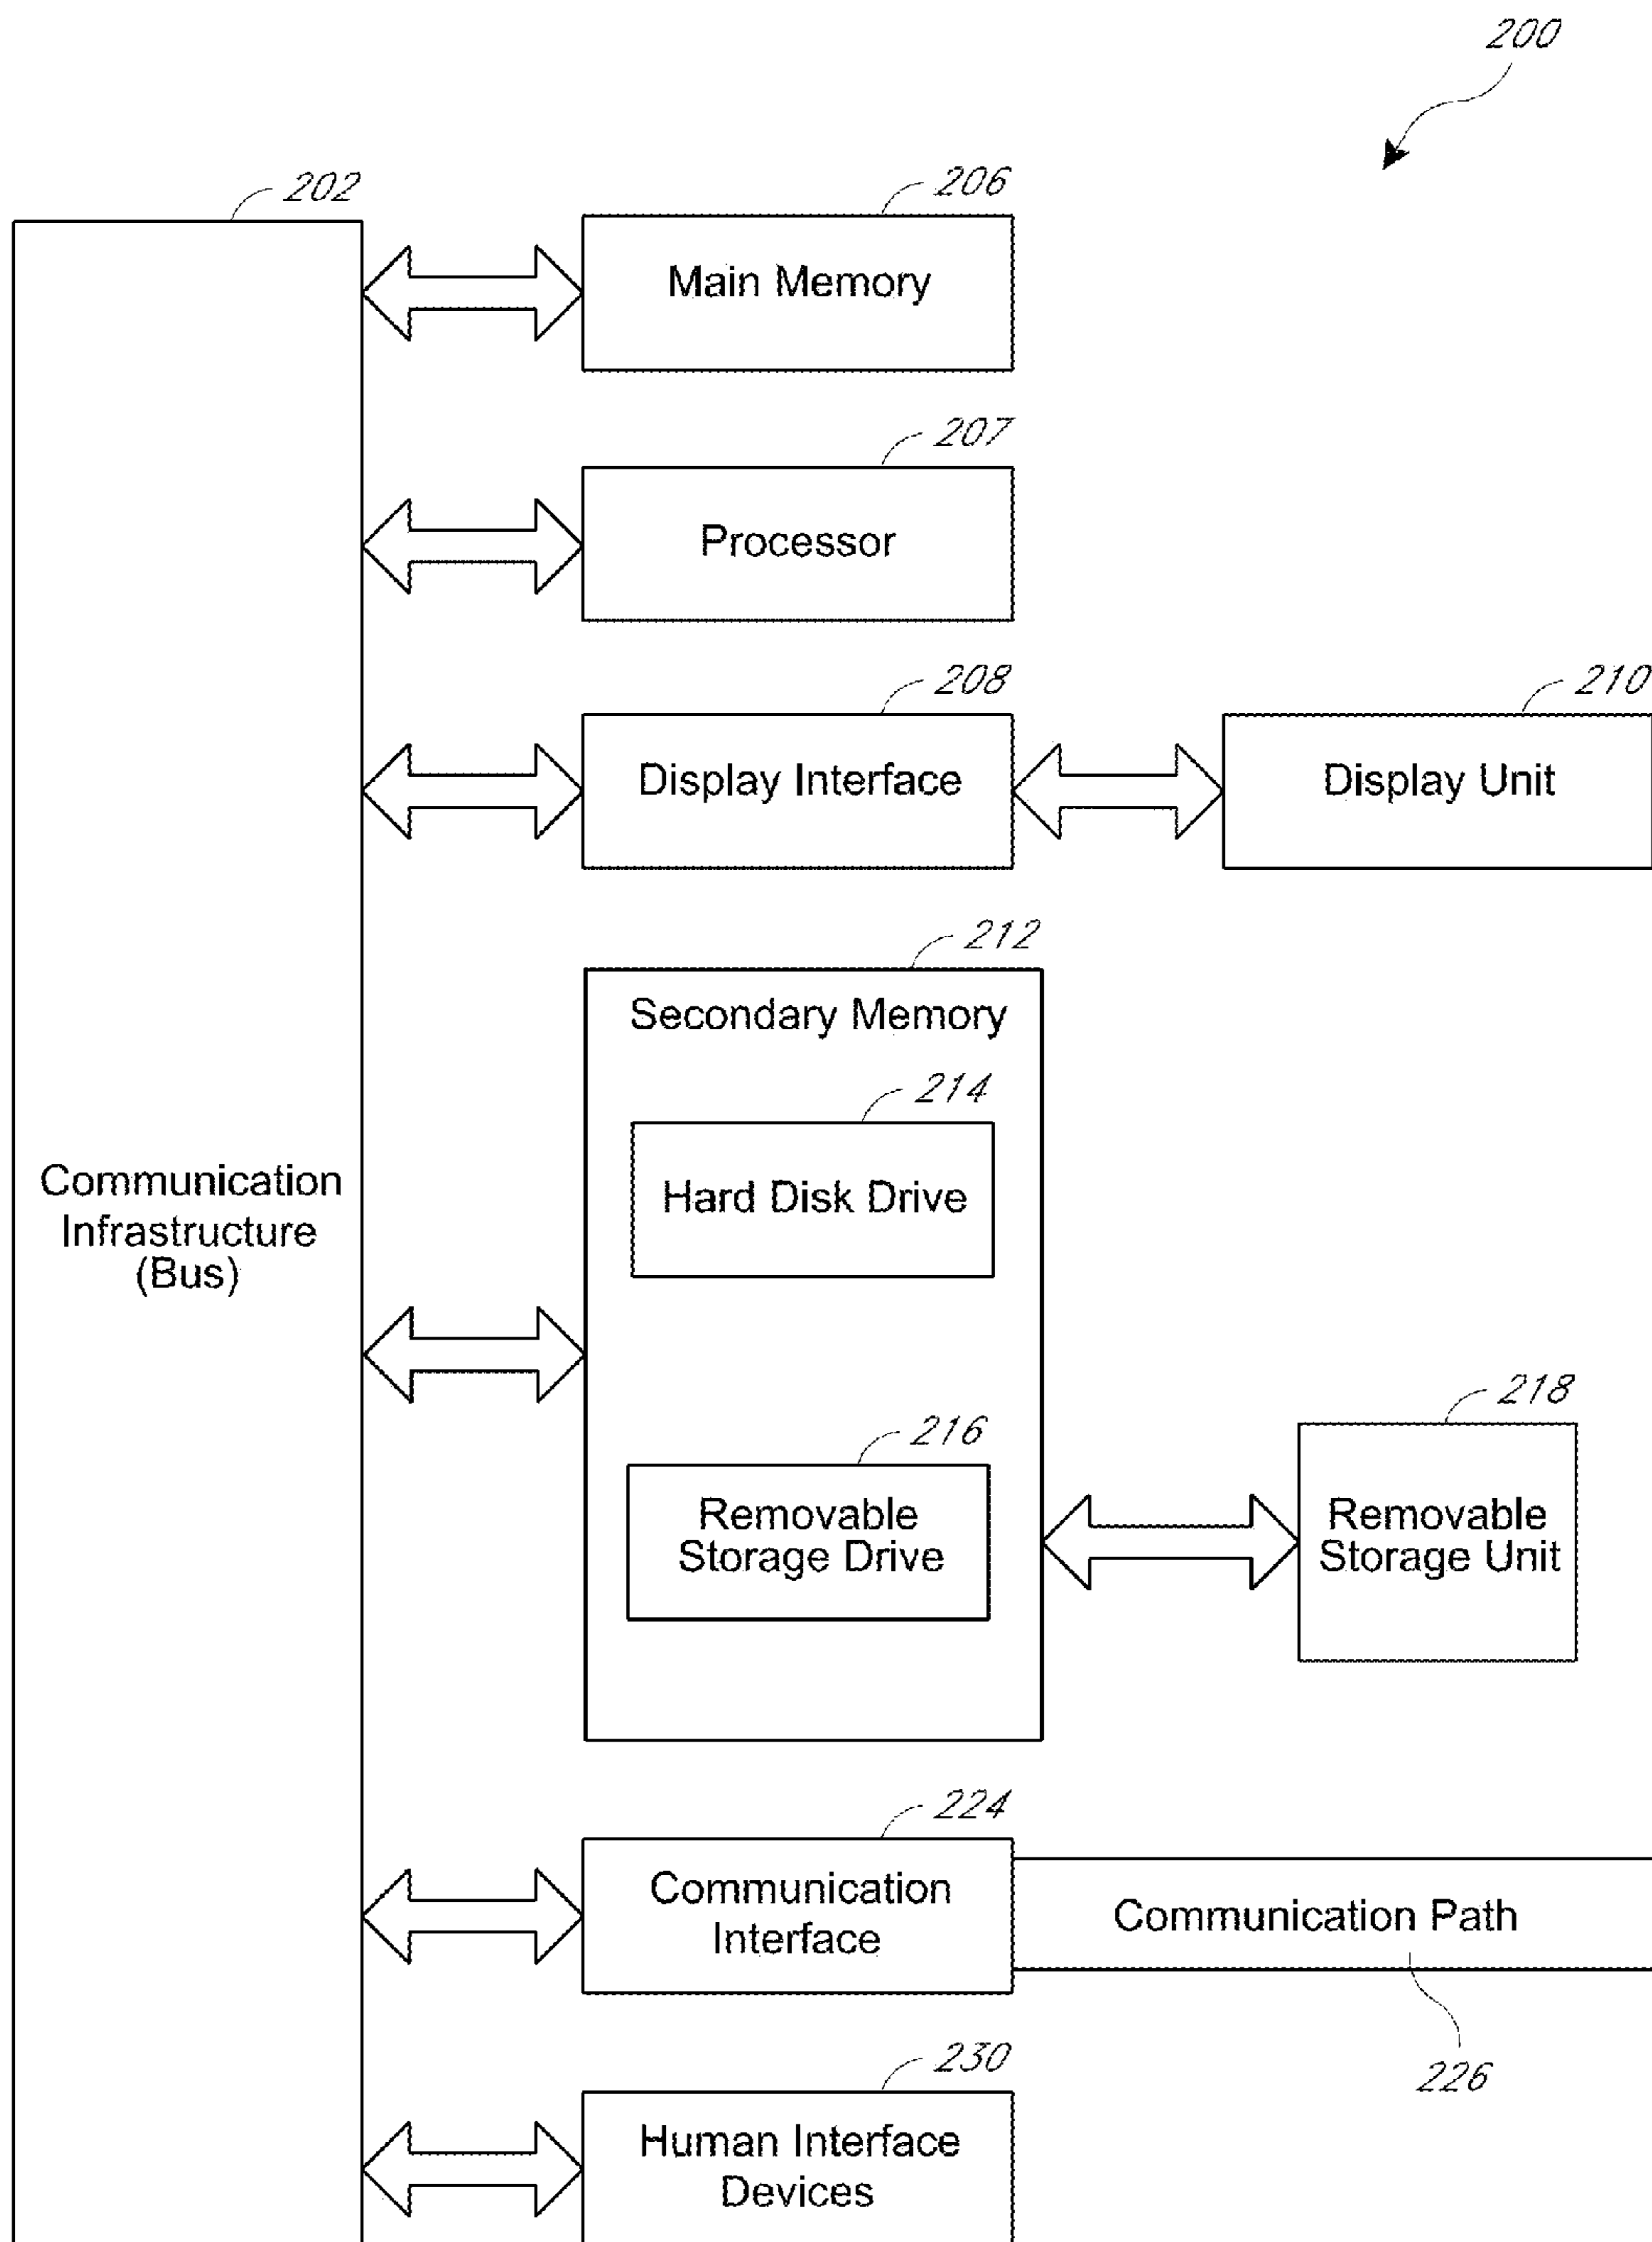 200
202
206
Main Memory
207
Processor
208
Display Interface
210
Display Unit
212
Secondary Memory
214
Hard Disk Drive
Communication
Infrastructure
(Bus)
216
Removable
Storage Drive
218
Removable
Storage Unit
224
Communication
Interface
Communication Path
226
230
Human Interface
Devices